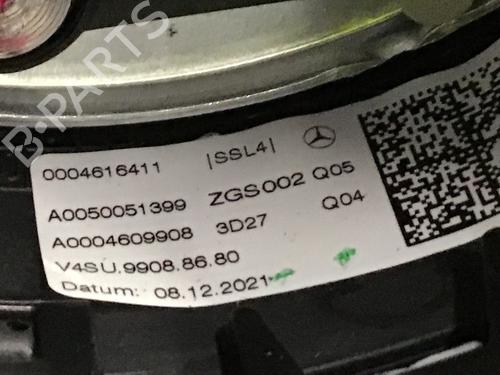 B-PARTS
0004616411 |SSL4|
A0050051399 ZGS002 Q05
A0004609908 3D27 Q04
V4SU.9908.86.80
Datum: 08.12.2021